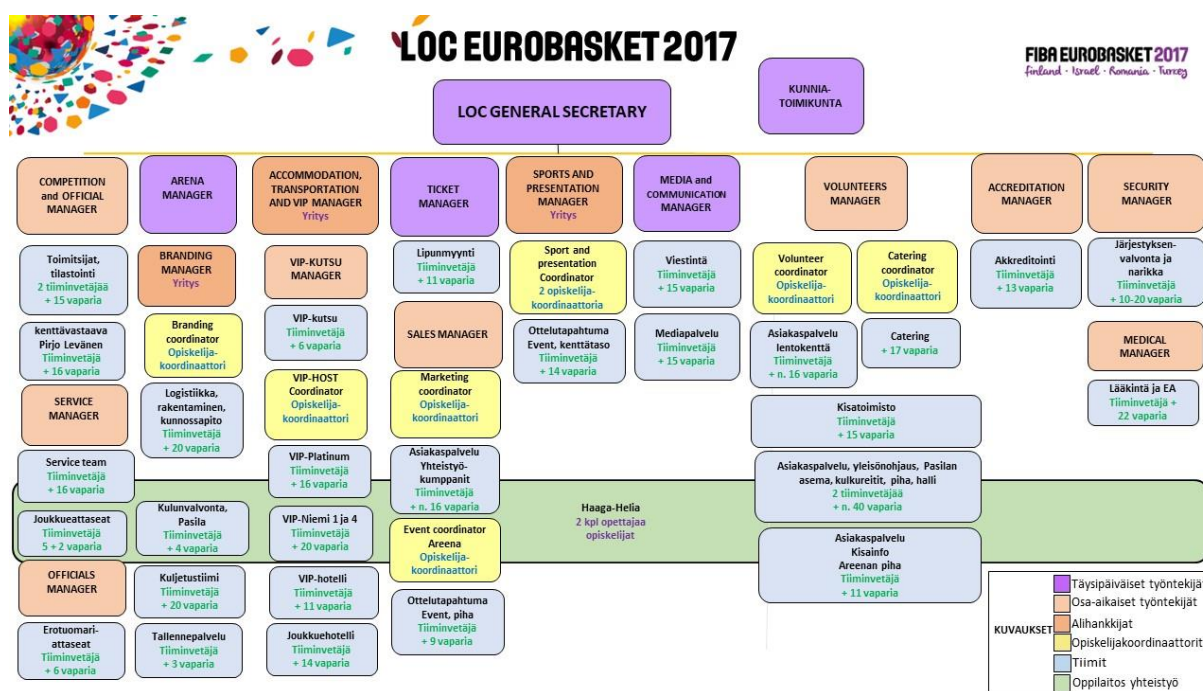 LOC EUROBASKET 2017
FIBA EUROBASKET 2017
Finland · Israel · Romania · Turkey
LOC GENERAL SECRETARY
KUNNIA-
TOIMIKUNTA
COMPETITION
and OFFICIAL
MANAGER
Toimitsijat,
tilastointi
2 tiiminvetäjää
+ 15 vaparia
kenttävastaava
Pirjo Levänen
Tiiminvetäjä
+ 16 vaparia
SERVICE
MANAGER
Service team
Tiiminvetäjä
+ 16 vaparia
Joukkueattaseat
Tiiminvetäjä
5 + 2 vaparia
OFFICIALS
MANAGER
Erotuomari-
attaseat
Tiiminvetäjä
+ 6 vaparia
ARENA
MANAGER
BRANDING
MANAGER
Yritys
Branding
coordinator
Opiskelija-
koordinaattori
Logistiikka,
rakentaminen,
kunnossapito
Tiiminvetäjä
+ 20 vaparia
Kulunvalvonta,
Pasila
Tiiminvetäjä
+ 4 vaparia
Kuljetustiimi
Tiiminvetäjä
+ 20 vaparia
Tallennepalvelu
Tiiminvetäjä
+ 3 vaparia
ACCOMMODATION,
TRANSPORTATION
AND VIP MANAGER
Yritys
VIP-KUTSU
MANAGER
VIP-kutsu
Tiiminvetäjä
+ 6 vaparia
VIP-HOST
Coordinator
Opiskelija-
koordinaattori
VIP-Platinum
Tiiminvetäjä
+ 16 vaparia
VIP-Niemi 1 ja 4
Tiiminvetäjä
+ 20 vaparia
VIP-hotelli
Tiiminvetäjä
+ 11 vaparia
Joukkuehotelli
Tiiminvetäjä
+ 14 vaparia
TICKET
MANAGER
Lipunmyynti
Tiiminvetäjä
+ 11 vaparia
SALES MANAGER
Marketing
coordinator
Opiskelija-
koordinaattori
Asiakaspalvelu
Yhteistyö-
kumppanit
Tiiminvetäjä
+ n. 16 vaparia
Event coordinator
Areena
Opiskelija-
koordinaattori
Ottelutapahtuma
Event, piha
Tiiminvetäjä
+ 9 vaparia
SPORTS AND
PRESENTATION
MANAGER
Yritys
Sport and
presentation
Coordinator
2 opiskelija-
koordinaattoria
Ottelutapahtuma
Event, kenttätaso
Tiiminvetäjä
+ 14 vaparia
Haaga-Helia
2 kpl opettajaa
opiskelijat
MEDIA and
COMMUNICATION
MANAGER
Viestintä
Tiiminvetäjä
+ 15 vaparia
Mediapalvelu
Tiiminvetäjä
+ 15 vaparia
VOLUNTEERS
MANAGER
Volunteer
coordinator
Opiskelija-
koordinaattori
Catering
coordinator
Opiskelija-
koordinaattori
Asiakaspalvelu
lentokenttä
Tiiminvetäjä
+ n. 16 vaparia
Catering
+ 17 vaparia
Kisatoimisto
Tiiminvetäjä
+ 15 vaparia
Asiakaspalvelu, yleisönohjaus, Pasilan
asema, kulkureitit, piha, halli
2 tiiminvetäjää
+ n. 40 vaparia
Asiakaspalvelu
Kisainfo
Areenan piha
Tiiminvetäjä
+ 11 vaparia
ACCREDITATION
MANAGER
Akkreditointi
Tiiminvetäjä
+ 13 vaparia
SECURITY
MANAGER
Järjestyksen-
valvonta ja
narikka
Tiiminvetäjä
+ 10-20 vaparia
MEDICAL
MANAGER
Lääkintä ja EA
Tiiminvetäjä +
22 vaparia
KUVAUKSET
Täysipäiväiset työntekijät
Osa-aikaiset työntekijät
Alihankkijat
Opiskelijakoordinaattorit
Tiimit
Oppilaitos yhteistyö